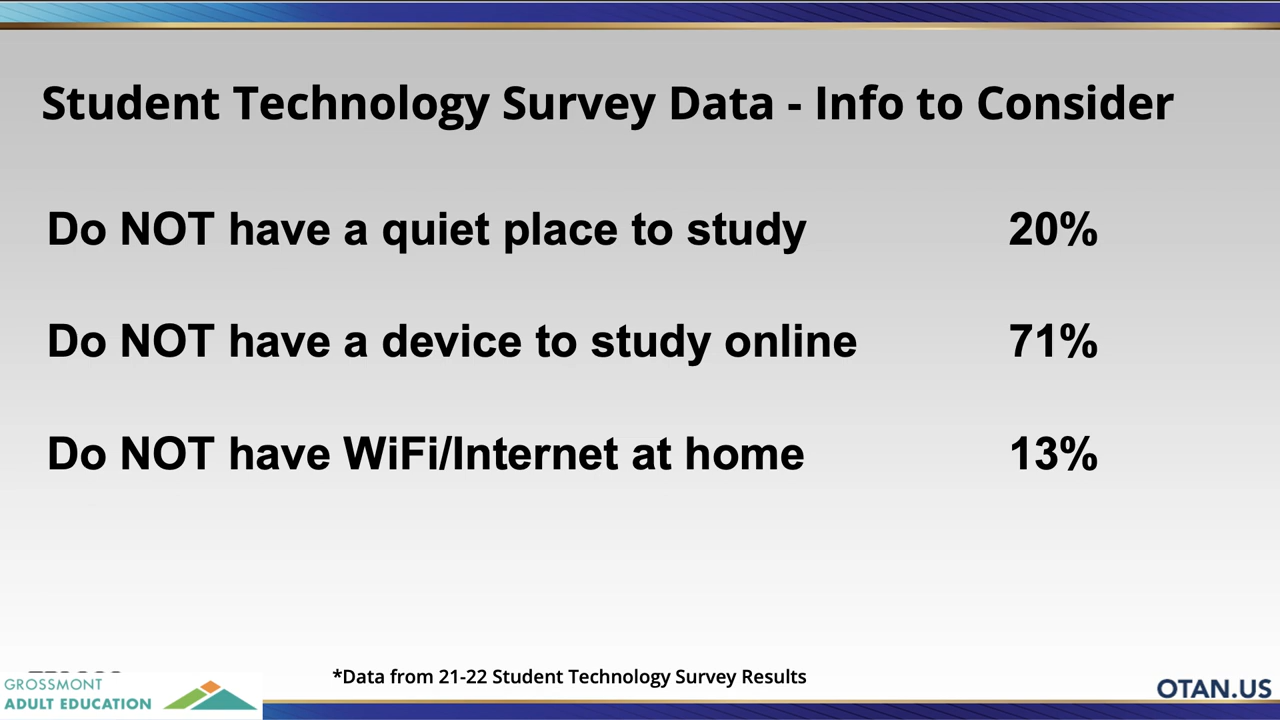 Student Technology Survey Data - Info to Consider
Do NOT have a quiet place to study 20%
Do NOT have a device to study online 71%
Do NOT have WiFi/Internet at home 13%
*Data from 21-22 Student Technology Survey Results
GROSSMONT
ADULT EDUCATION
OTAN.US